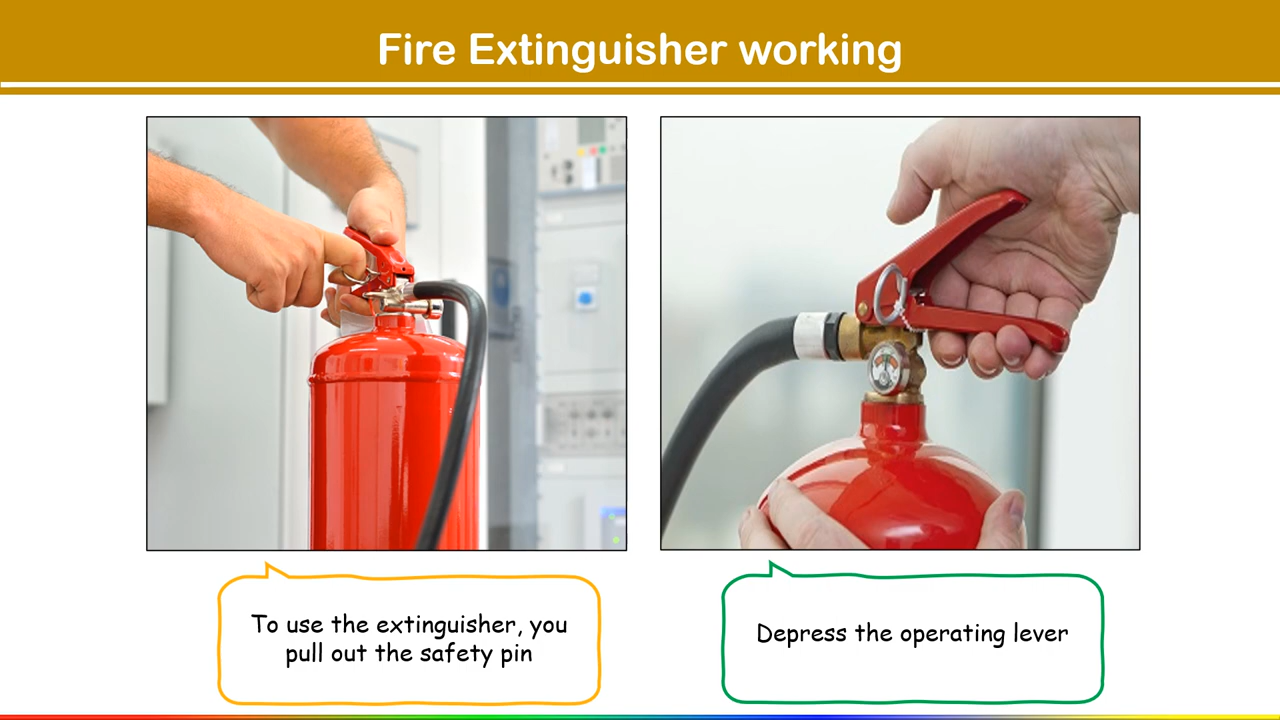 Fire Extinguisher working
To use the extinguisher, you
pull out the safety pin
Depress the operating lever